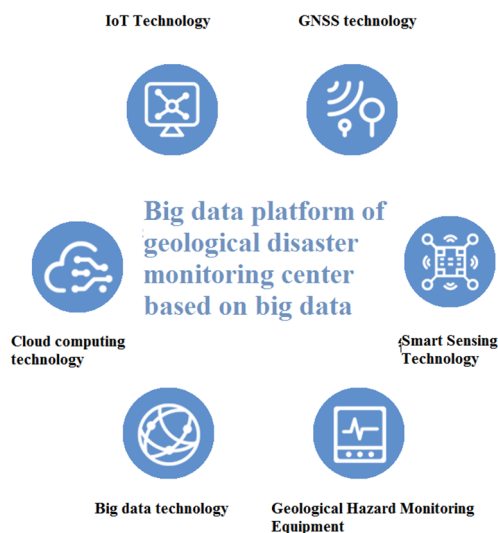 IoT Technology
GNSS technology
Big data platform of
geological disaster
monitoring center
based on big data
Cloud computing
technology
Smart Sensing
Technology
Big data technology
Geological Hazard Monitoring
Equipment